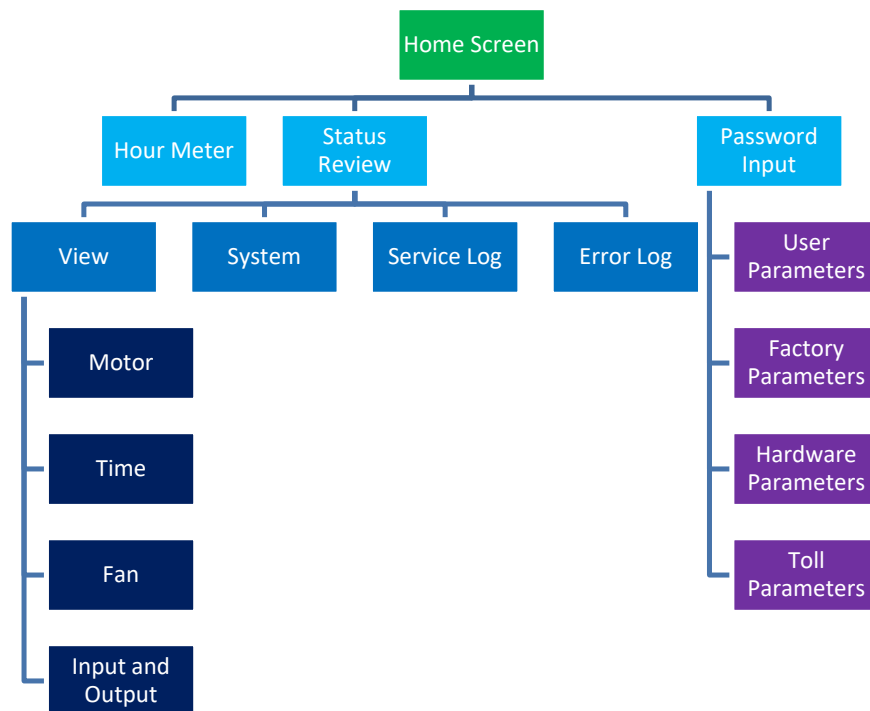 Home Screen
Hour Meter
Status
Review
Password
Input
View
System
Service Log
Error Log
User
Parameters
Motor
Factory
Parameters
Time
Hardware
Parameters
Fan
Toll
Parameters
Input and
Output